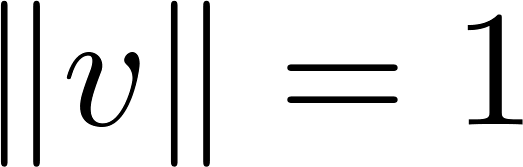 ‖v‖ = 1